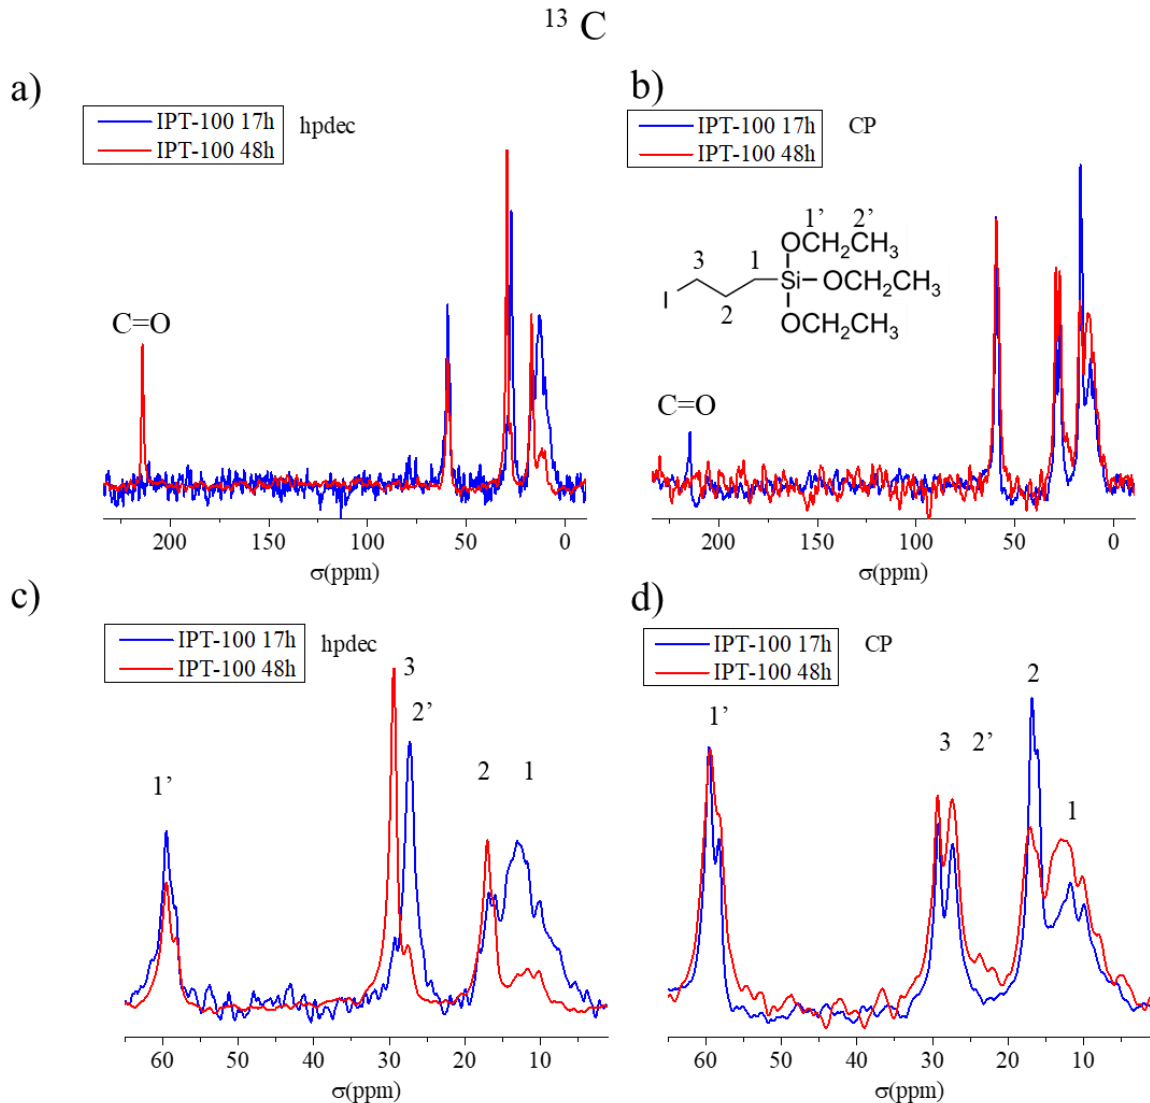 ¹³ C
a)
IPT-100 17h
IPT-100 48h
hpdec
C=O
200
150
100
50
0
σ(ppm)
b)
IPT-100 17h
IPT-100 48h
CP
1’ 2’
OCH₂CH₃
3 1
I Si OCH₂CH₃
2
OCH₂CH₃
C=O
200
150
100
50
0
σ(ppm)
c)
IPT-100 17h
IPT-100 48h
hpdec
3
2’
1’
2
1
60
50
40
30
20
10
σ(ppm)
d)
IPT-100 17h
IPT-100 48h
CP
2
1’
3
2’
1
60
50
40
30
20
10
σ(ppm)